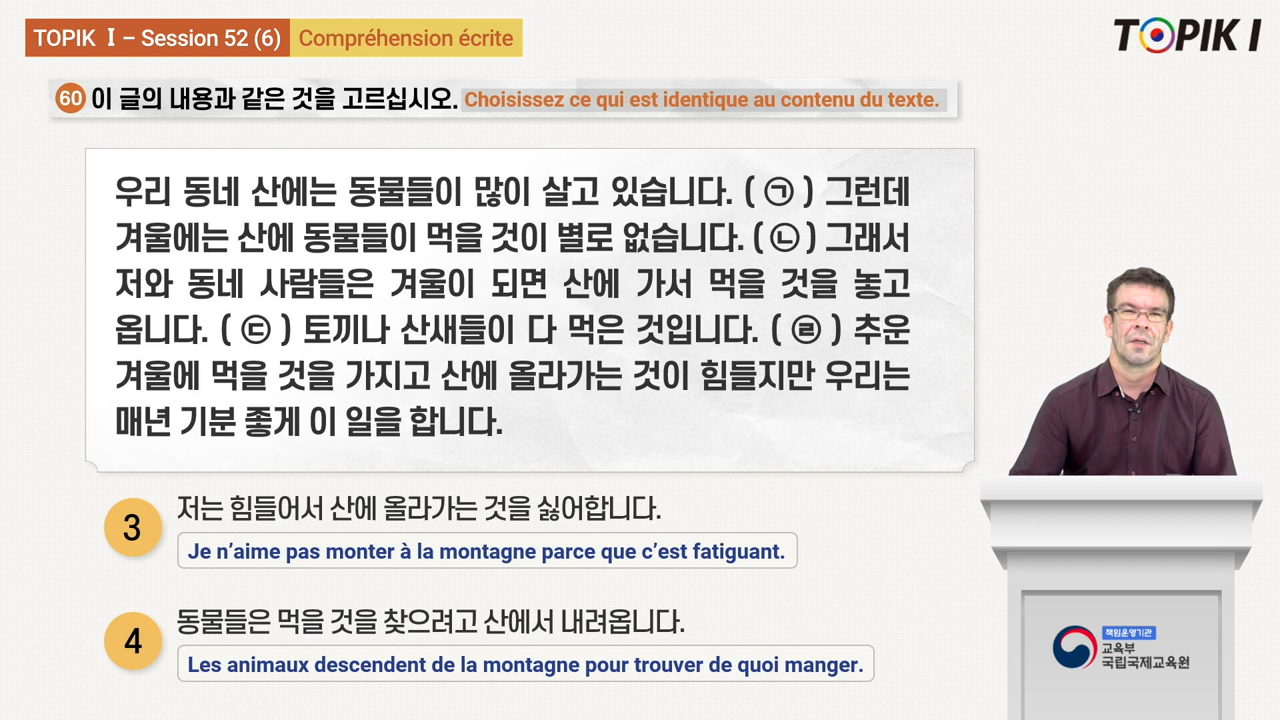 TOPIK Ⅰ – Session 52 (6) Compréhension écrite
TOPIK I
60 이 글의 내용과 같은 것을 고르십시오. Choisissez ce qui est identique au contenu du texte.
우리 동네 산에는 동물들이 많이 살고 있습니다. ( ㉠ ) 그런데
겨울에는 산에 동물들이 먹을 것이 별로 없습니다. ( ㉡ ) 그래서
저와 동네 사람들은 겨울이 되면 산에 가서 먹을 것을 놓고
옵니다. ( ㉢ ) 토끼나 산새들이 다 먹은 것입니다. ( ㉣ ) 추운
겨울에 먹을 것을 가지고 산에 올라가는 것이 힘들지만 우리는
매년 기분 좋게 이 일을 합니다.
3 저는 힘들어서 산에 올라가는 것을 싫어합니다.
Je n’aime pas monter à la montagne parce que c’est fatiguant.
4 동물들은 먹을 것을 찾으려고 산에서 내려옵니다.
Les animaux descendent de la montagne pour trouver de quoi manger.
책임운영기관
교육부
국립국제교육원